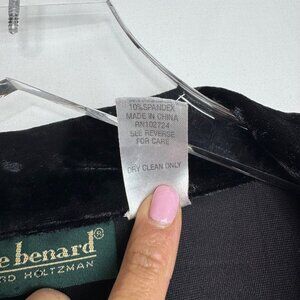 10%SPANDEX
MADE IN CHINA
RN102724
SEE REVERSE
FOR CARE
DRY CLEAN ONLY
e benard®
RD HOLTZMAN